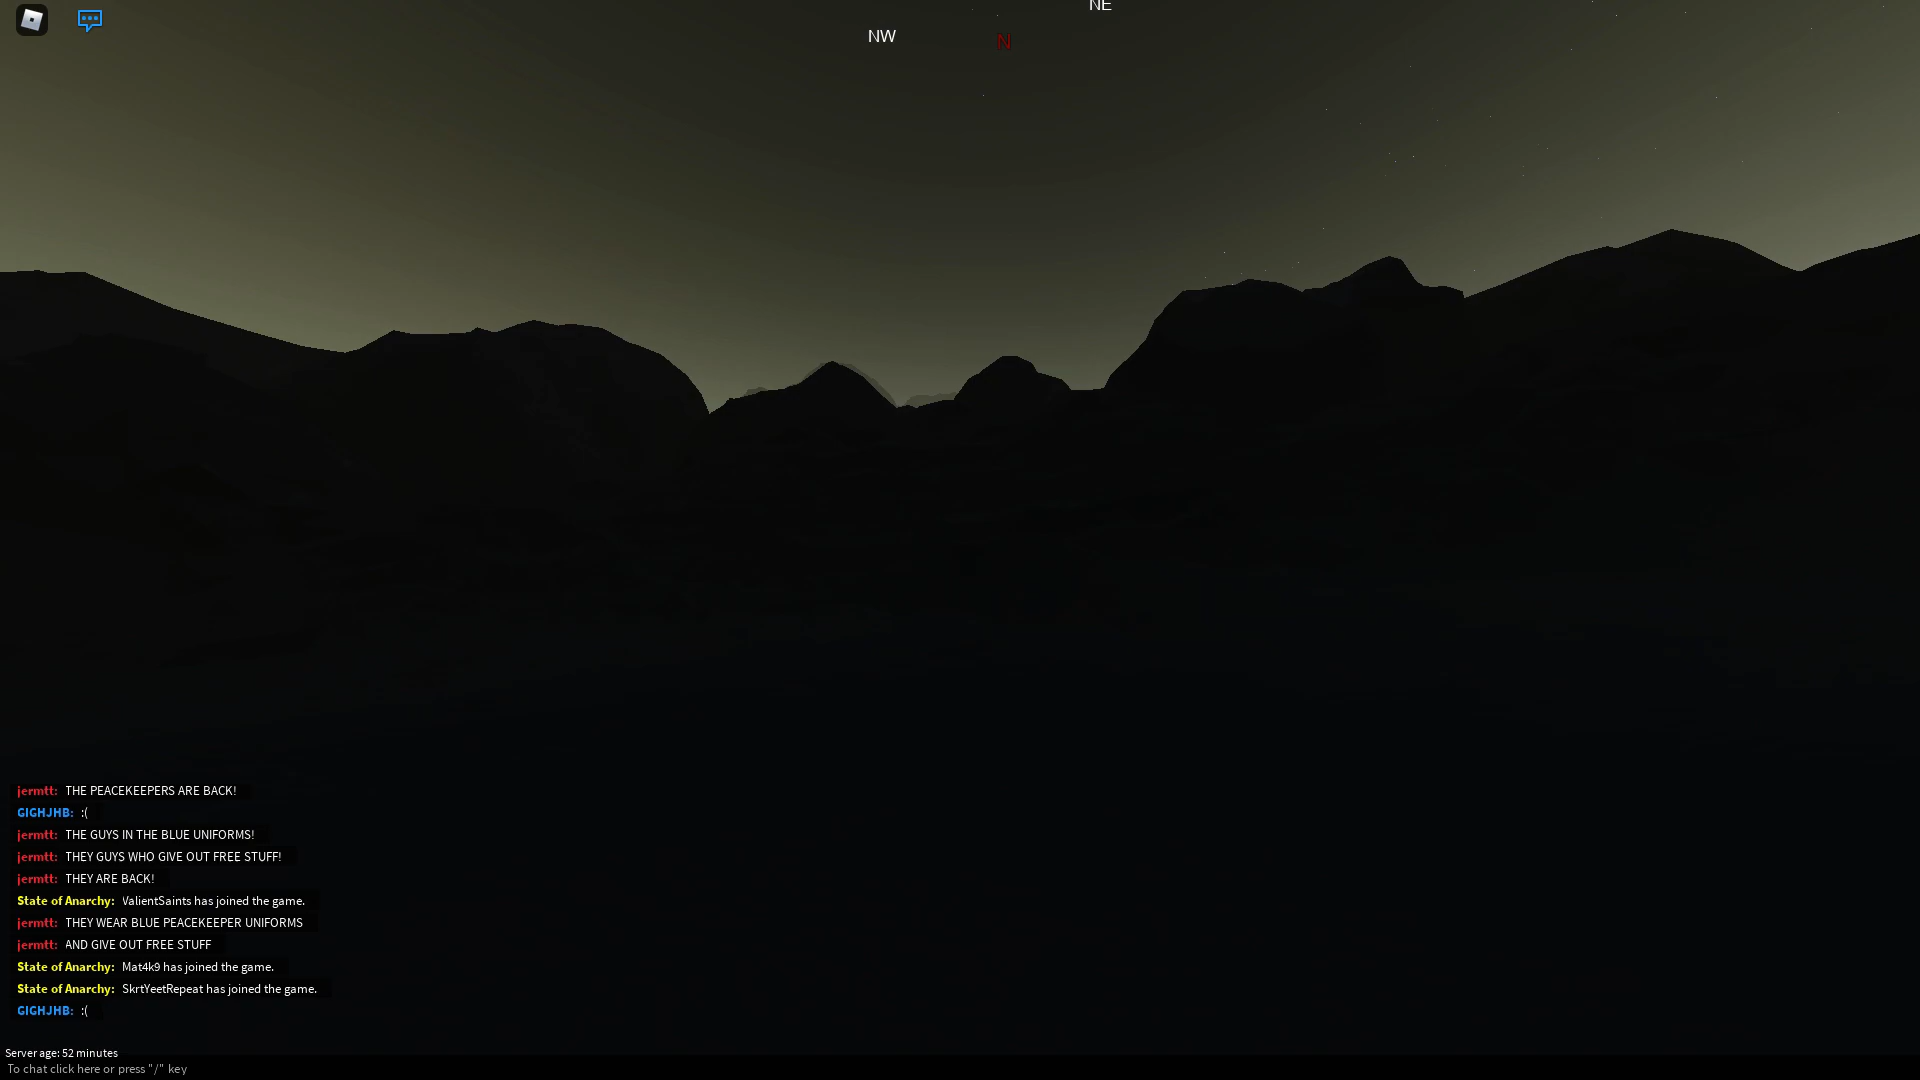 NE
NW
N
jermtt: THE PEACEKEEPERS ARE BACK!
GIGHJHB: :(
jermtt: THE GUYS IN THE BLUE UNIFORMS!
jermtt: THEY GUYS WHO GIVE OUT FREE STUFF!
jermtt: THEY ARE BACK!
State of Anarchy: ValientSaints has joined the game.
jermtt: THEY WEAR BLUE PEACEKEEPER UNIFORMS
jermtt: AND GIVE OUT FREE STUFF
State of Anarchy: Mat4k9 has joined the game.
State of Anarchy: SkrtYeetRepeat has joined the game.
GIGHJHB: :(
Server age: 52 minutes
To chat click here or press "/" key